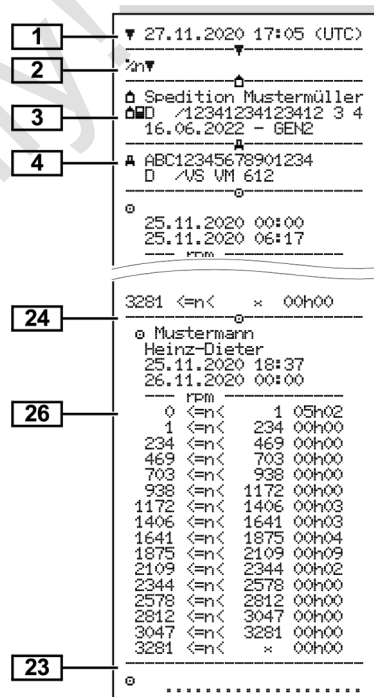 1
▼ 27.11.2020 17:05 (UTC)
2
%n▼
3
Spedition Mustermüller
D /12341234123412 3 4
16.06.2022 - GEN2
4
ABC12345678901234
D /VS VM 612
25.11.2020 00:00
25.11.2020 06:17
--- rpm ---
3281 <=n< × 00h00
24
Mustermann
Heinz-Dieter
25.11.2020 18:37
26.11.2020 00:00
26
--- rpm ---
0 <=n< 1 05h02
1 <=n< 234 00h00
234 <=n< 469 00h00
469 <=n< 703 00h00
703 <=n< 938 00h00
938 <=n< 1172 00h00
1172 <=n< 1406 00h03
1406 <=n< 1641 00h03
1641 <=n< 1875 00h04
1875 <=n< 2109 00h09
2109 <=n< 2344 00h02
2344 <=n< 2578 00h00
2578 <=n< 2812 00h00
2812 <=n< 3047 00h00
3047 <=n< 3281 00h00
3281 <=n< × 00h00
23
....................